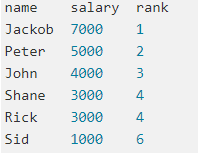 name salary rank
Jackob 7000 1
Peter 5000 2
John 4000 3
Shane 3000 4
Rick 3000 4
Sid 1000 6